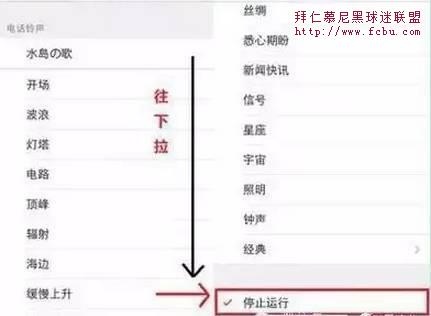 电话铃声
水島の歌
开场
波浪
灯塔
电路
顶峰
辐射
海边
缓慢上升
往
下
拉
丝绸
悉心期盼
新闻快讯
信号
星座
宇宙
照明
钟声
经典
停止运行
拜仁慕尼黑球迷联盟
http://www.fcbu.com